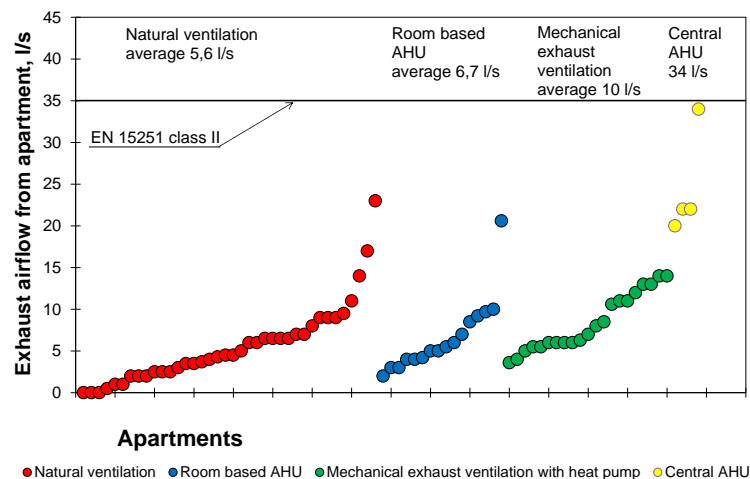 Exhaust airflow from apartment, l/s
45
40
35
30
25
20
15
10
5
0
Natural ventilation
average 5,6 l/s
Room based
AHU
average 6,7 l/s
Mechanical
exhaust
ventilation
average 10 l/s
Central
AHU
34 l/s
EN 15251 class II
Apartments
Natural ventilation
Room based AHU
Mechanical exhaust ventilation with heat pump
Central AHU